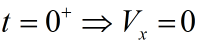 t = 0⁺ ⇒ Vₓ = 0